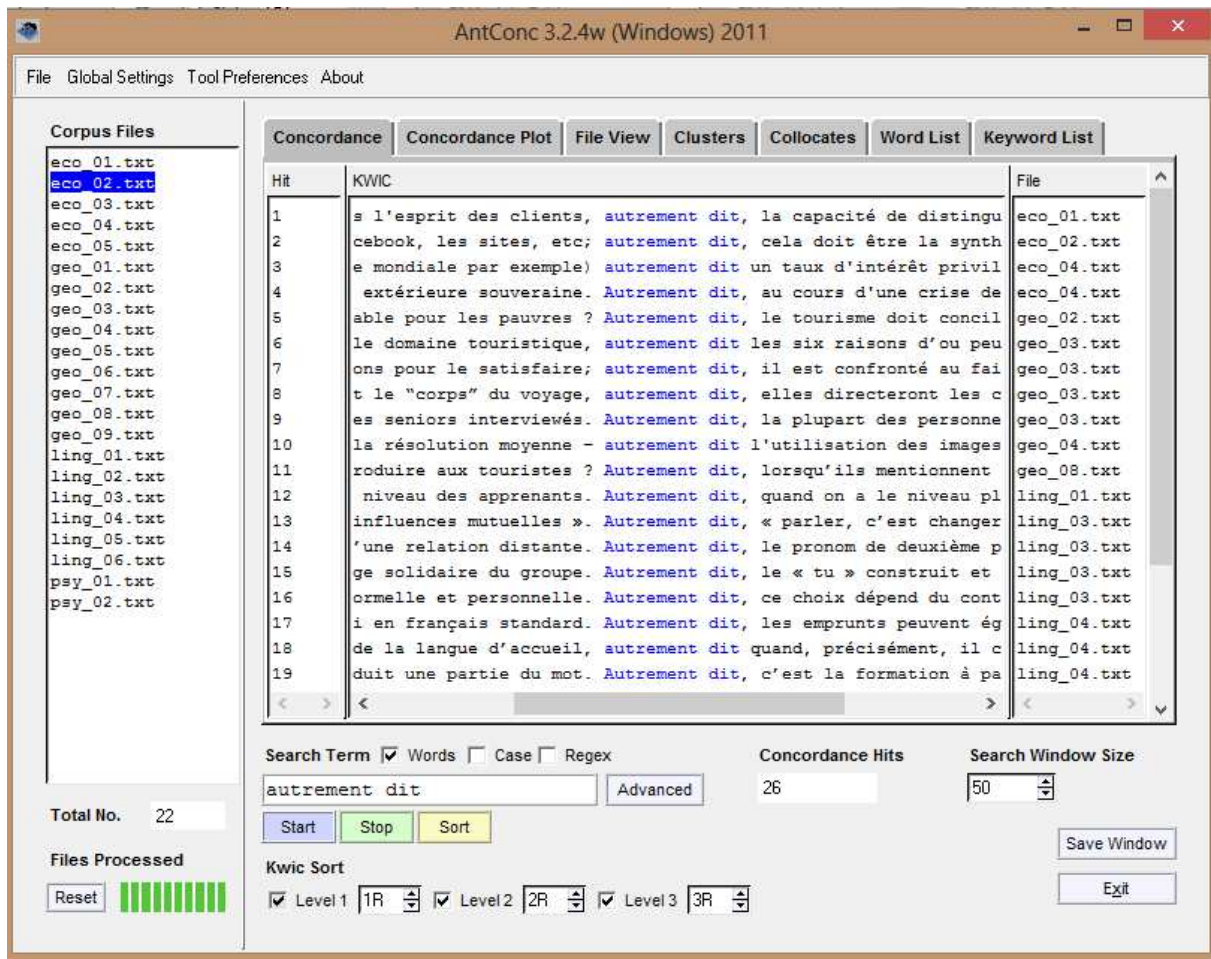 AntConc 3.2.4w (Windows) 2011
File Global Settings Tool Preferences About
Corpus Files
eco_01.txt
eco_02.txt
eco_03.txt
eco_04.txt
eco_05.txt
geo_01.txt
geo_02.txt
geo_03.txt
geo_04.txt
geo_05.txt
geo_06.txt
geo_07.txt
geo_08.txt
geo_09.txt
ling_01.txt
ling_02.txt
ling_03.txt
ling_04.txt
ling_05.txt
ling_06.txt
psy_01.txt
psy_02.txt
Total No. 22
Files Processed
Reset
Concordance Concordance Plot File View Clusters Collocates Word List Keyword List
Hit KWIC File
1 s l'esprit des clients, autrement dit, la capacité de distingu eco_01.txt
2 cebook, les sites, etc; autrement dit, cela doit être la synth eco_02.txt
3 e mondiale par exemple) autrement dit un taux d'intérêt privil eco_04.txt
4 extérieure souveraine. Autrement dit, au cours d'une crise de eco_04.txt
5 able pour les pauvres ? Autrement dit, le tourisme doit concil geo_02.txt
6 le domaine touristique, autrement dit les six raisons d’ou peu geo_03.txt
7 ons pour le satisfaire; autrement dit, il est confronté au fai geo_03.txt
8 t le “corps” du voyage, autrement dit, elles directeront les c geo_03.txt
9 es seniors interviewés. Autrement dit, la plupart des personne geo_03.txt
10 la résolution moyenne – autrement dit l'utilisation des images geo_04.txt
11 roduire aux touristes ? Autrement dit, lorsqu’ils mentionnent geo_08.txt
12 niveau des apprenants. Autrement dit, quand on a le niveau pl ling_01.txt
13 influences mutuelles ». Autrement dit, « parler, c’est changer ling_03.txt
14 ’une relation distante. Autrement dit, le pronom de deuxième p ling_03.txt
15 ge solidaire du groupe. Autrement dit, le « tu » construit et ling_03.txt
16 ormelle et personnelle. Autrement dit, ce choix dépend du cont ling_03.txt
17 i en français standard. Autrement dit, les emprunts peuvent ég ling_04.txt
18 de la langue d’accueil, autrement dit quand, précisément, il c ling_04.txt
19 duit une partie du mot. Autrement dit, c’est la formation à pa ling_04.txt
Search Term Words Case Regex Concordance Hits Search Window Size
autrement dit Advanced 26 50
Start Stop Sort
Save Window
Kwic Sort
Level 1 1R Level 2 2R Level 3 3R
Exit